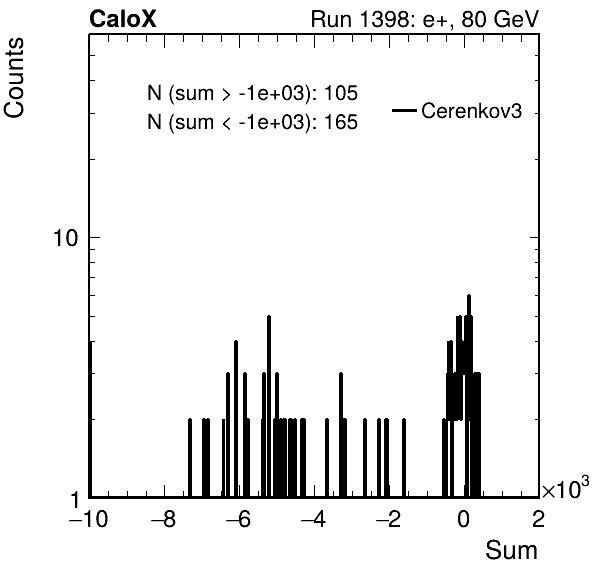 CaloX Run 1398: e+, 80 GeV
Counts
N (sum > -1e+03): 105
N (sum < -1e+03): 165
Cerenkov3
10
1
−10 −8 −6 −4 −2 0 2
×10³
Sum